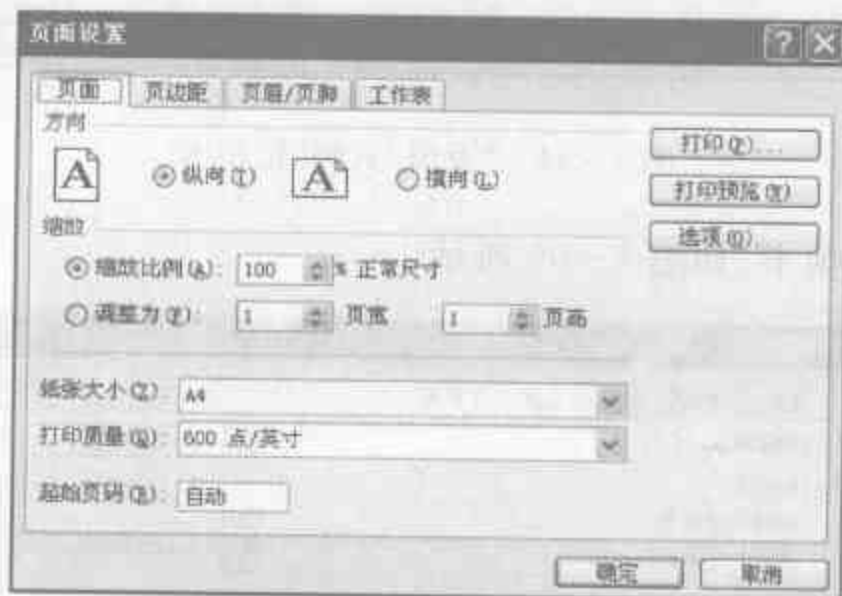 页面设置
页面 页边距 页眉/页脚 工作表
方向
A 纵向(T) A 横向(L)
打印(P)...
打印预览(W)
选项(O)...
缩放
缩放比例(A): 100 % 正常尺寸
调整为(F): 1 页宽 1 页高
纸张大小(Z): A4
打印质量(Q): 600 点/英寸
起始页码(R): 自动
确定 取消